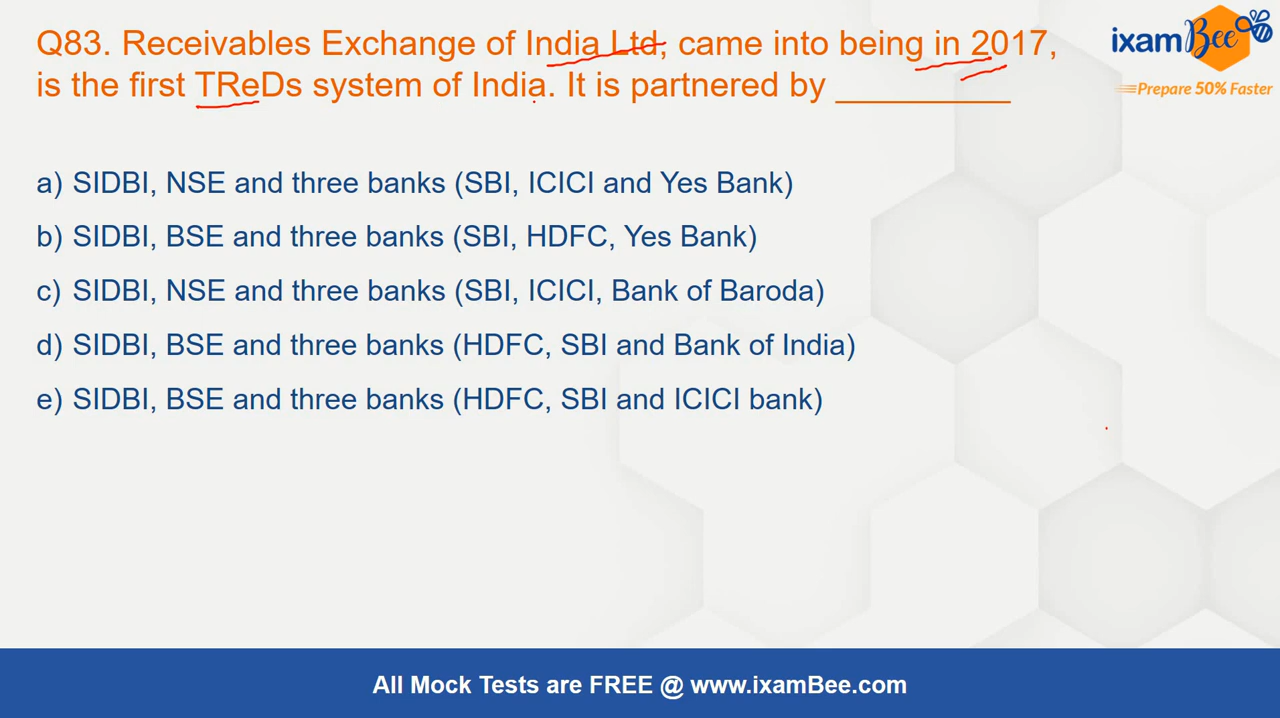 Q83. Receivables Exchange of India Ltd, came into being in 2017,
is the first TReDs system of India. It is partnered by __________
ixamBee
Prepare 50% Faster
a) SIDBI, NSE and three banks (SBI, ICICI and Yes Bank)
b) SIDBI, BSE and three banks (SBI, HDFC, Yes Bank)
c) SIDBI, NSE and three banks (SBI, ICICI, Bank of Baroda)
d) SIDBI, BSE and three banks (HDFC, SBI and Bank of India)
e) SIDBI, BSE and three banks (HDFC, SBI and ICICI bank)
All Mock Tests are FREE @ www.ixamBee.com